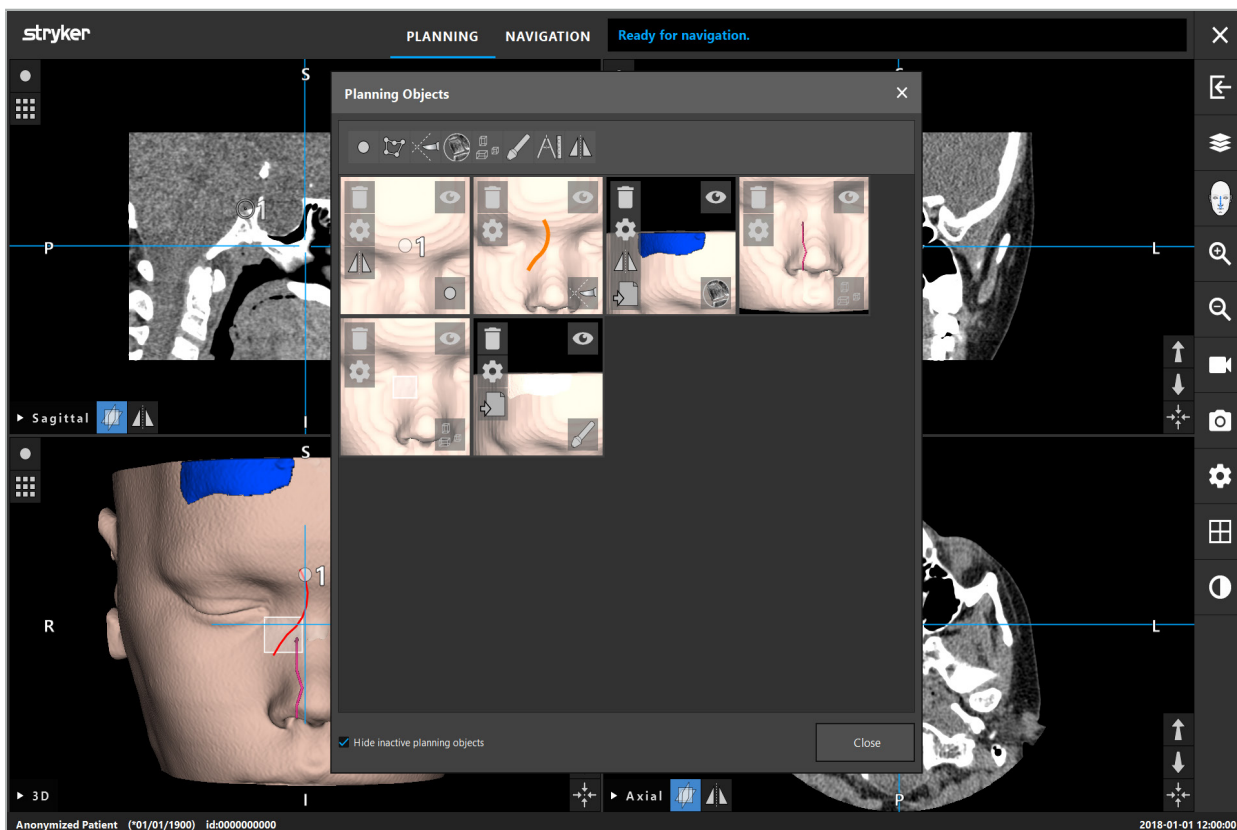 stryker
PLANNING
NAVIGATION
Ready for navigation.
S
P
1
I
Sagittal
L
Planning Objects
1
Hide inactive planning objects
Close
S
R
1
I
3D
L
P
Axial
Anonymized Patient (*01/01/1900) id:0000000000
2018-01-01 12:00:00